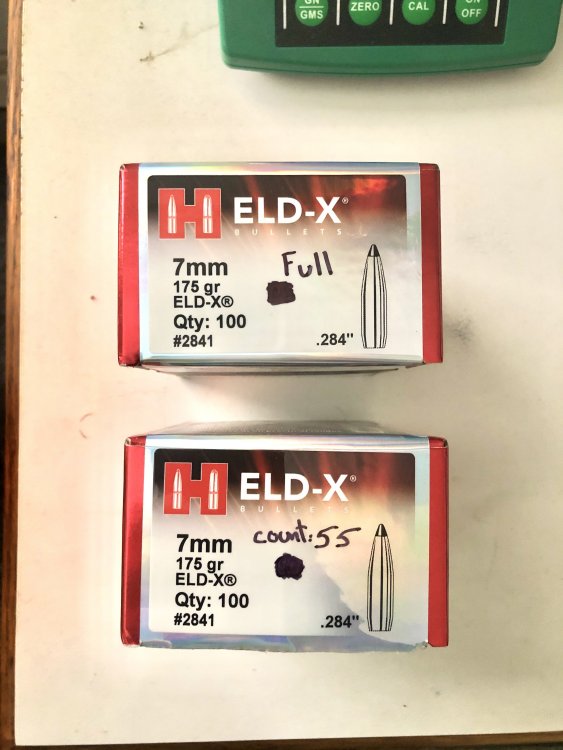 GN
GMS
ZERO
CAL
ON
OFF
H ELD-X®
BULLETS
7mm
Full
175 gr
ELD-X®
Qty: 100
#2841
.284"
H ELD-X®
BULLETS
7mm
count: 55
175 gr
ELD-X®
Qty: 100
#2841
.284"